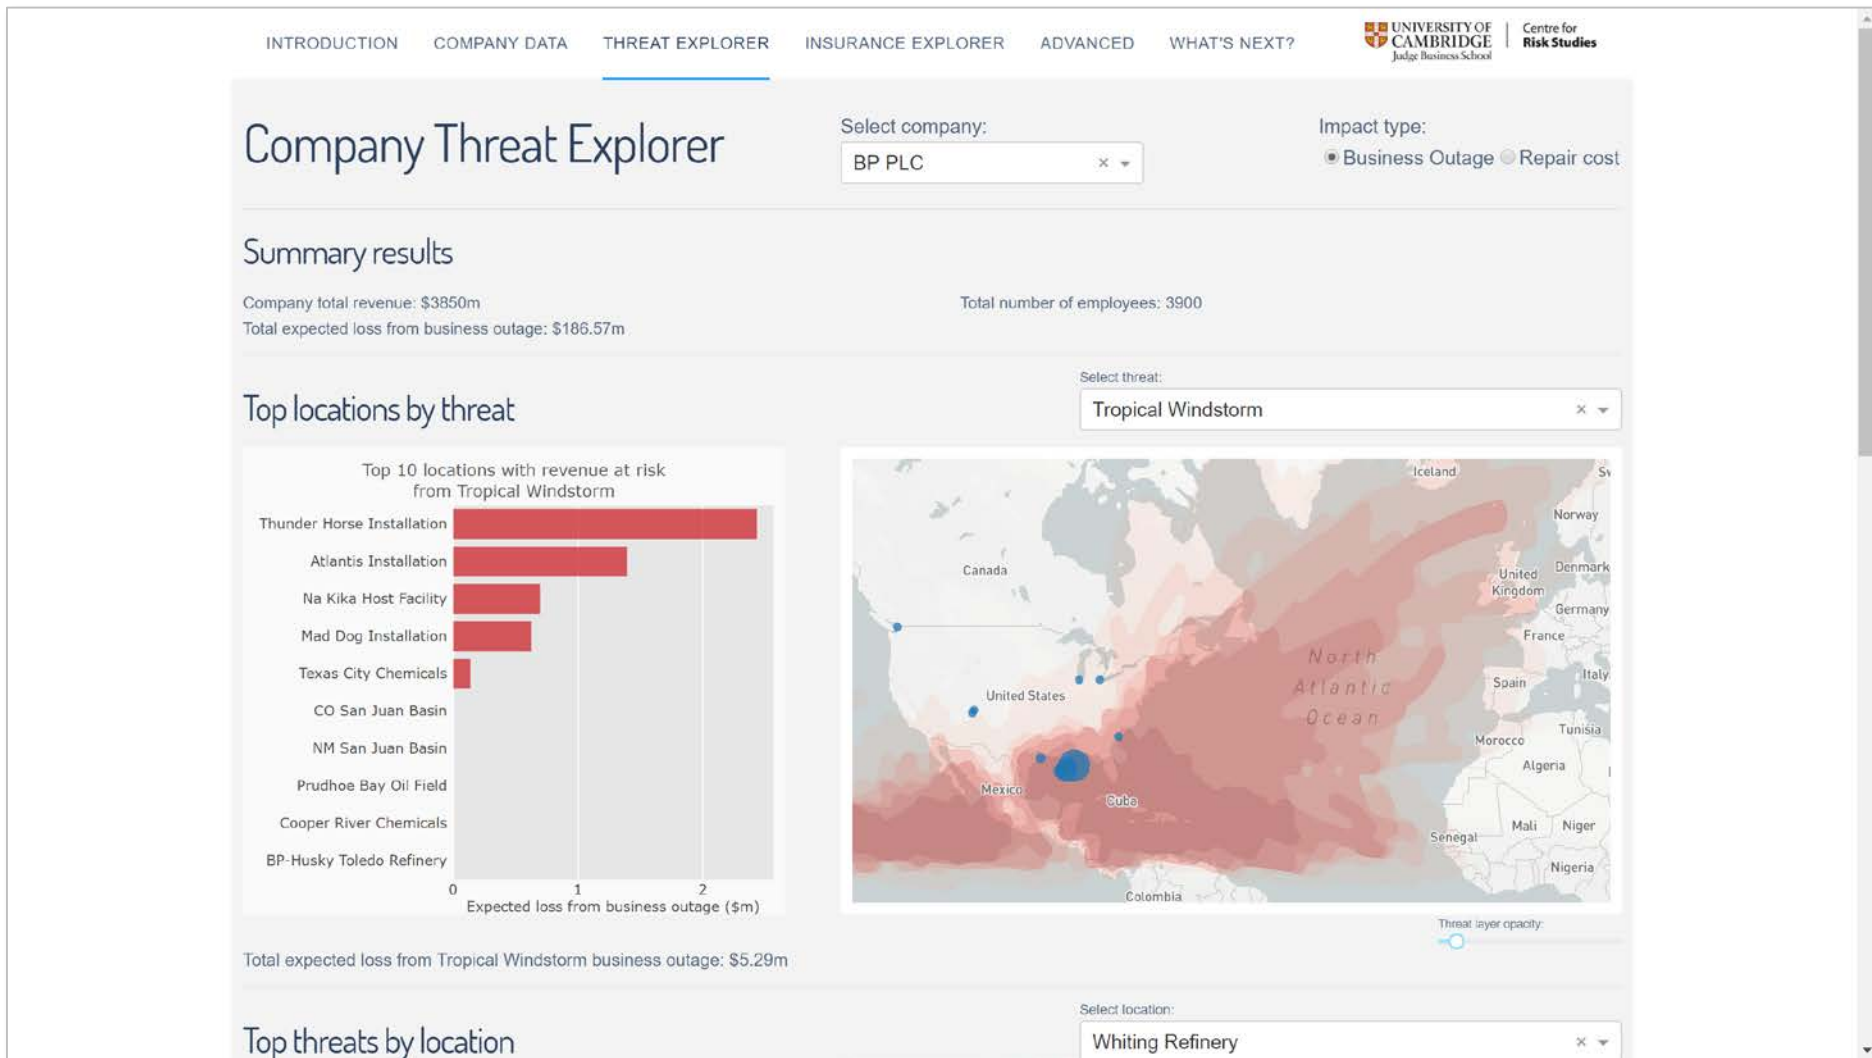 INTRODUCTION COMPANY DATA THREAT EXPLORER INSURANCE EXPLORER ADVANCED WHAT'S NEXT?
UNIVERSITY OF
CAMBRIDGE
Judge Business School
Centre for
Risk Studies
Company Threat Explorer
Select company:
BP PLC
Impact type:
Business Outage Repair cost
Summary results
Company total revenue: $3850m
Total number of employees: 3900
Total expected loss from business outage: $186.57m
Top locations by threat
Select threat:
Tropical Windstorm
Top 10 locations with revenue at risk
from Tropical Windstorm
Thunder Horse Installation
Atlantis Installation
Na Kika Host Facility
Mad Dog Installation
Texas City Chemicals
CO San Juan Basin
NM San Juan Basin
Prudhoe Bay Oil Field
Cooper River Chemicals
BP-Husky Toledo Refinery
0 1 2
Expected loss from business outage ($m)
Iceland
Sv
Norway
Canada
United
Kingdom
Denmark
Germany
France
North
Atlantic
Ocean
Spain
Italy
United States
Tunisia
Morocco
Algeria
Mexico
Cuba
Senegal
Mali
Niger
Nigeria
Colombia
Threat layer opacity:
Total expected loss from Tropical Windstorm business outage: $5.29m
Top threats by location
Select location:
Whiting Refinery